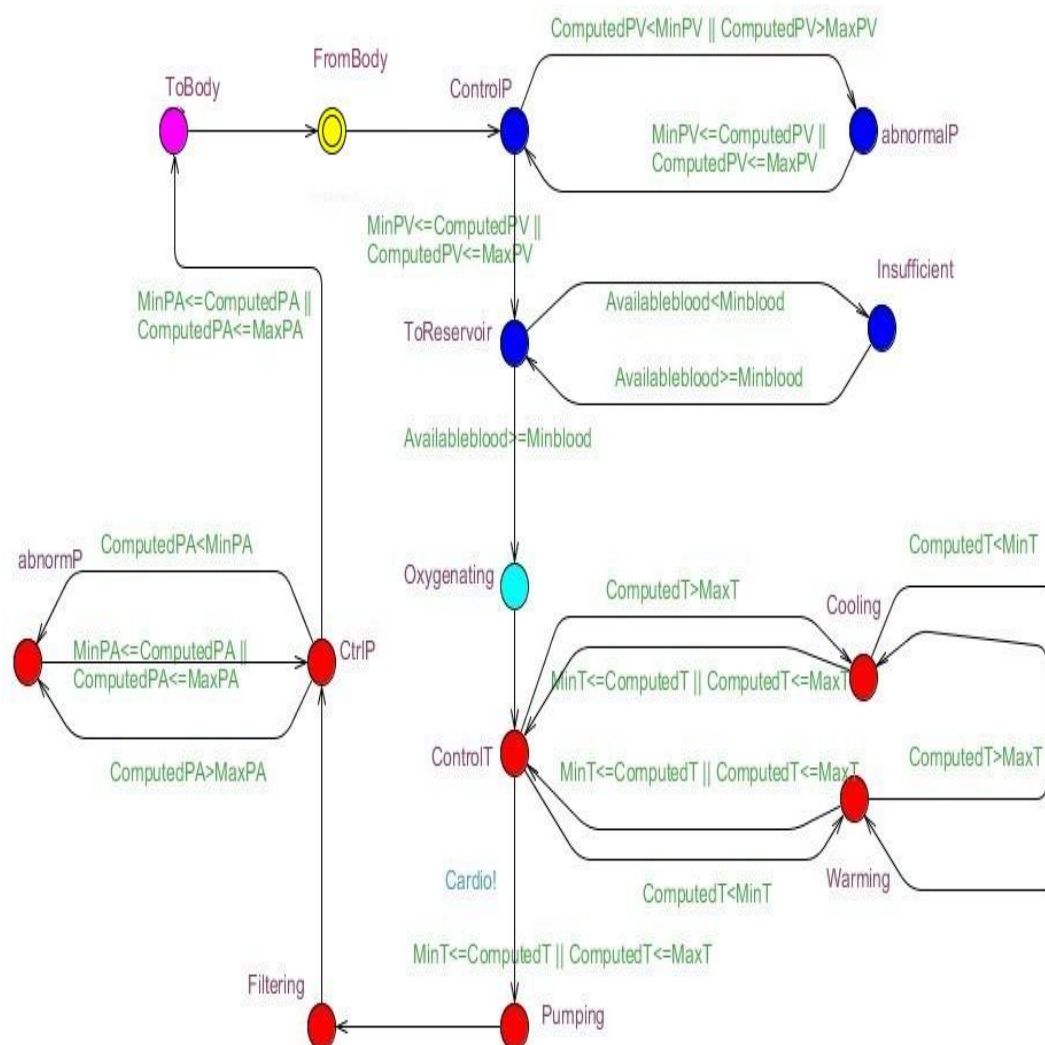 ComputedPV<MinPV || ComputedPV>MaxPV
FromBody
ToBody
ControlP
MinPV<=ComputedPV ||
ComputedPV<=MaxPV
abnormalP
MinPV<=ComputedPV ||
ComputedPV<=MaxPV
Insufficient
MinPA<=ComputedPA ||
ComputedPA<=MaxPA
Availableblood<Minblood
ToReservoir
Availableblood>=Minblood
Availableblood>=Minblood
abnormP
ComputedPA<MinPA
ComputedT<MinT
Oxygenating
ComputedT>MaxT
Cooling
MinPA<=ComputedPA ||
ComputedPA<=MaxPA
CtrlP
MinT<=ComputedT || ComputedT<=MaxT
ControlT
ComputedT>MaxT
ComputedPA>MaxPA
MinT<=ComputedT || ComputedT<=MaxT
Cardio!
ComputedT<MinT
Warming
MinT<=ComputedT || ComputedT<=MaxT
Filtering
Pumping